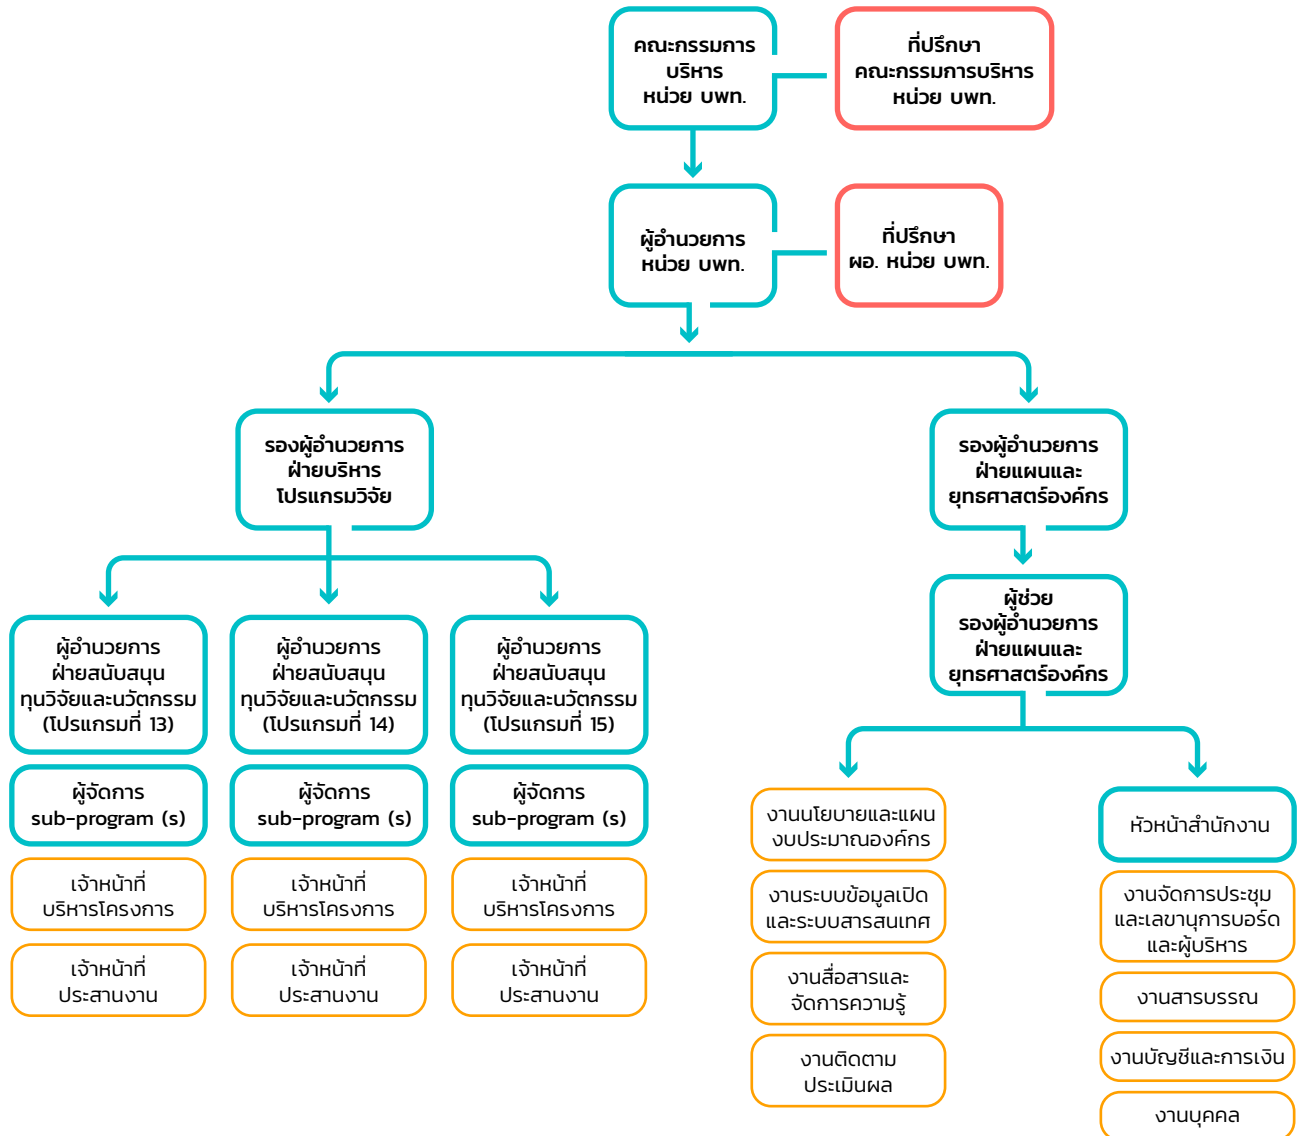 คณะกรรมการ
บริหาร
หน่วย บพท.
ที่ปรึกษา
คณะกรรมการบริหาร
หน่วย บพท.
ผู้อำนวยการ
หน่วย บพท.
ที่ปรึกษา
ผอ. หน่วย บพท.
รองผู้อำนวยการ
ฝ่ายบริหาร
โปรแกรมวิจัย
รองผู้อำนวยการ
ฝ่ายแผนและ
ยุทธศาสตร์องค์กร
ผู้ช่วย
รองผู้อำนวยการ
ฝ่ายแผนและ
ยุทธศาสตร์องค์กร
ผู้อำนวยการ
ฝ่ายสนับสนุน
ทุนวิจัยและนวัตกรรม
(โปรแกรมที่ 13)
ผู้จัดการ
sub-program (s)
เจ้าหน้าที่
บริหารโครงการ
เจ้าหน้าที่
ประสานงาน
ผู้อำนวยการ
ฝ่ายสนับสนุน
ทุนวิจัยและนวัตกรรม
(โปรแกรมที่ 14)
ผู้จัดการ
sub-program (s)
เจ้าหน้าที่
บริหารโครงการ
เจ้าหน้าที่
ประสานงาน
ผู้อำนวยการ
ฝ่ายสนับสนุน
ทุนวิจัยและนวัตกรรม
(โปรแกรมที่ 15)
ผู้จัดการ
sub-program (s)
เจ้าหน้าที่
บริหารโครงการ
เจ้าหน้าที่
ประสานงาน
งานนโยบายและแผน
งบประมาณองค์กร
งานระบบข้อมูลเปิด
และระบบสารสนเทศ
งานสื่อสารและ
จัดการความรู้
งานติดตาม
ประเมินผล
หัวหน้าสำนักงาน
งานจัดการประชุม
และเลขานุการบอร์ด
และผู้บริหาร
งานสารบรรณ
งานบัญชีและการเงิน
งานบุคคล